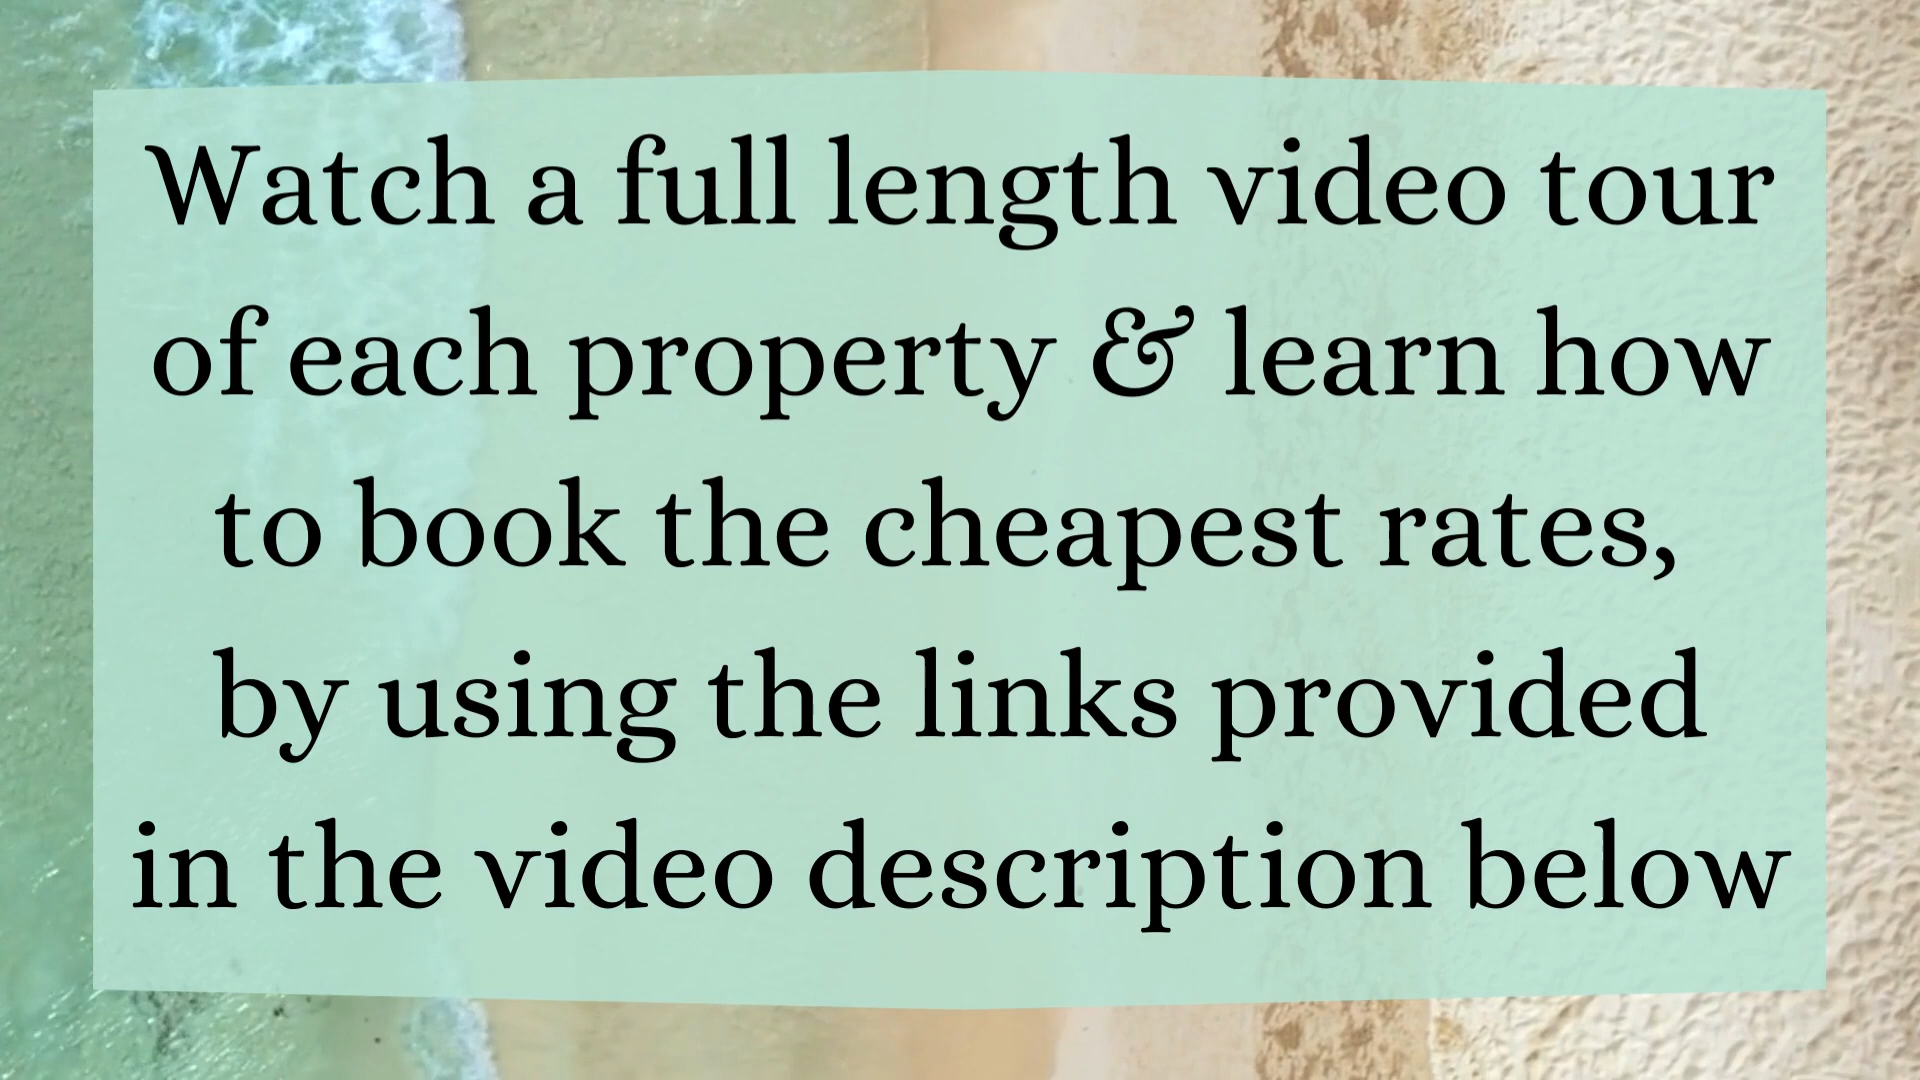 Watch a full length video tour
of each property & learn how
to book the cheapest rates,
by using the links provided
in the video description below